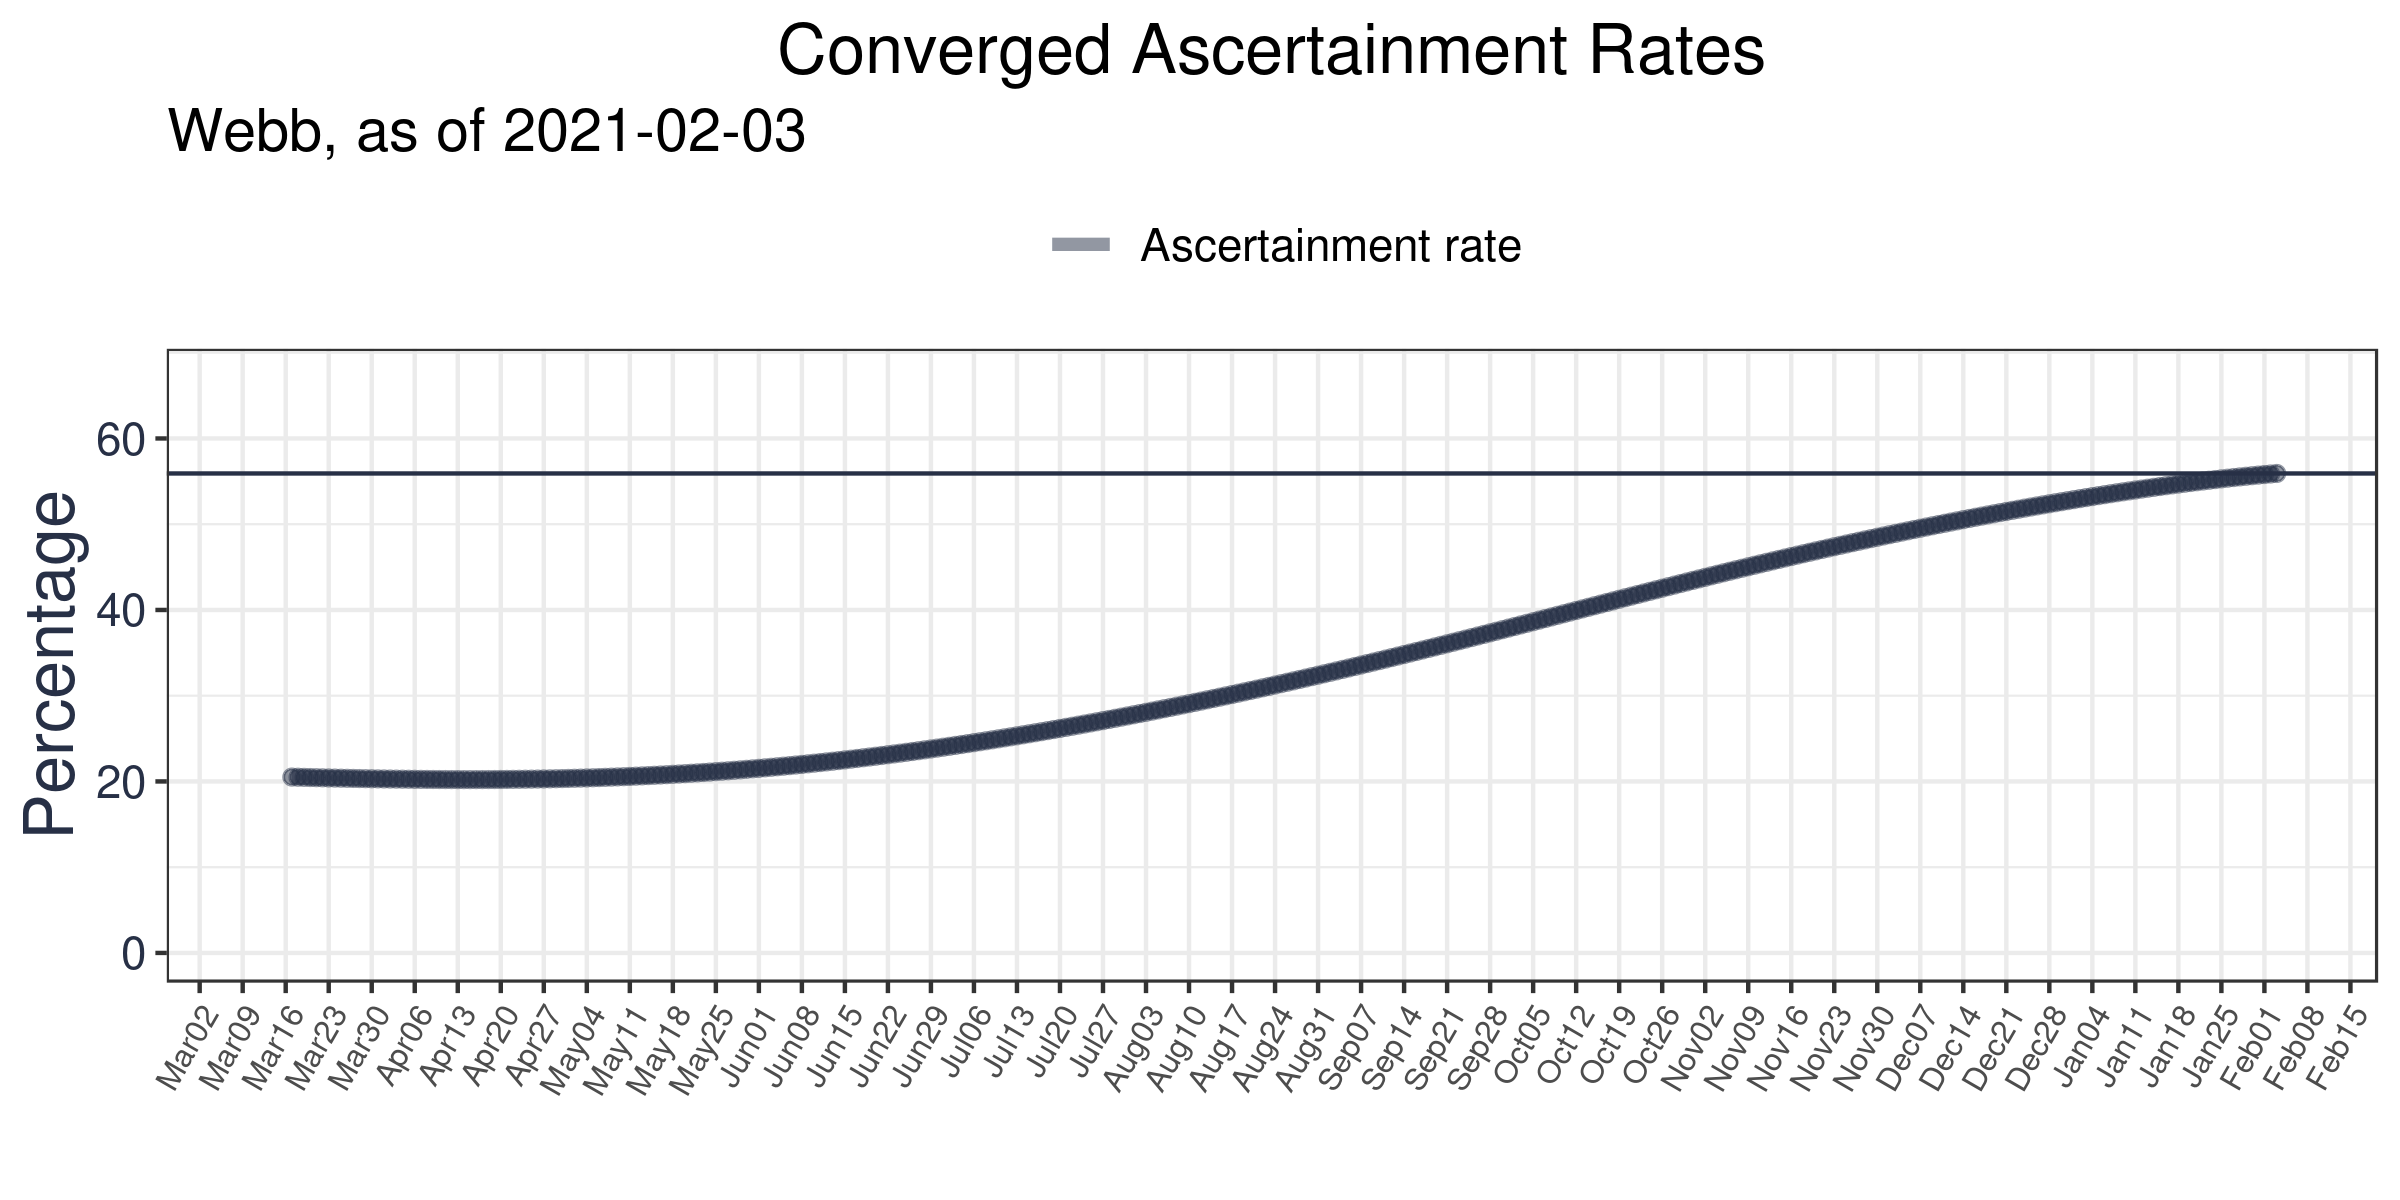 Converged Ascertainment Rates
Webb, as of 2021-02-03
Ascertainment rate
Percentage
60
40
20
0
Mar02
Mar09
Mar16
Mar23
Mar30
Apr06
Apr13
Apr20
Apr27
May04
May11
May18
May25
Jun01
Jun08
Jun15
Jun22
Jun29
Jul06
Jul13
Jul20
Jul27
Aug03
Aug10
Aug17
Aug24
Aug31
Sep07
Sep14
Sep21
Sep28
Oct05
Oct12
Oct19
Oct26
Nov02
Nov09
Nov16
Nov23
Nov30
Dec07
Dec14
Dec21
Dec28
Jan04
Jan11
Jan18
Jan25
Feb01
Feb08
Feb15